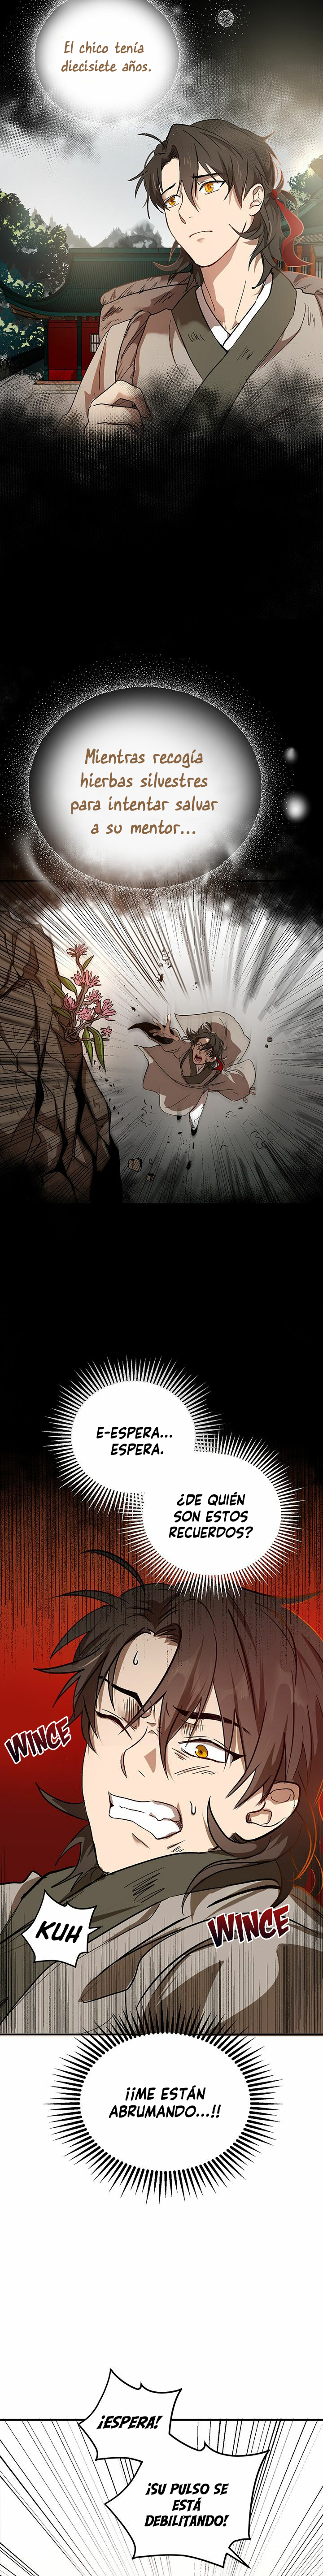 El chico tenía
diecisiete años.
Mientras recogía
hierbas silvestres
para intentar salvar
a su mentor...
E-ESPERA...
ESPERA.
¿DE QUIÉN
SON ESTOS
RECUERDOS?
WINCE
KUH
WINCE
¡¡ME ESTÁN
ABRUMANDO...!!
¡ESPERA!
¡SU PULSO SE
ESTÁ
DEBILITANDO!